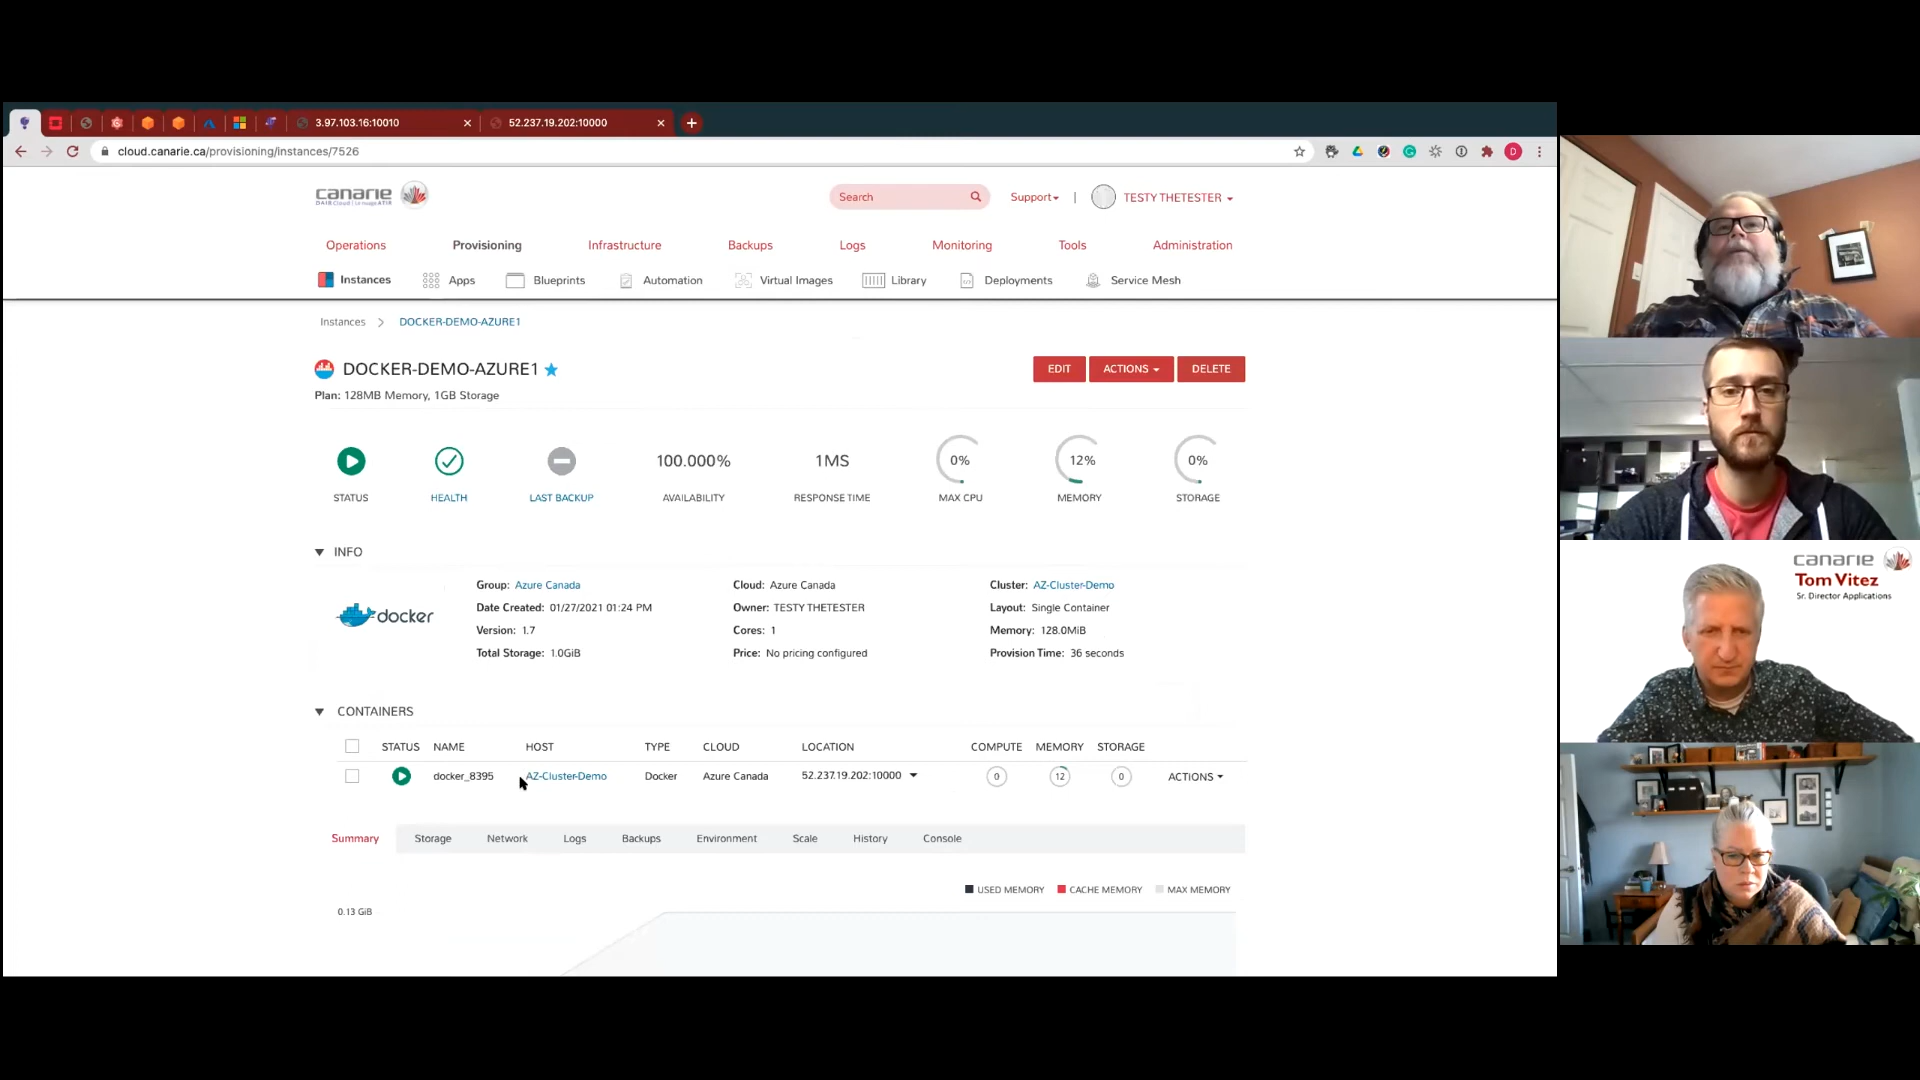 3.97.103.16:10010
52.237.19.202:10000
cloud.canarie.ca/provisioning/instances/7526
D
canarie
Search
Support
|
TESTY THETESTER
Operations
Provisioning
Infrastructure
Backups
Logs
Monitoring
Tools
Administration
Instances
Apps
Blueprints
Automation
Virtual Images
Library
Deployments
Service Mesh
Instances
DOCKER-DEMO-AZURE1
DOCKER-DEMO-AZURE1
EDIT
ACTIONS
DELETE
Plan: 128MB Memory, 1GB Storage
100.000%
1MS
0%
12%
0%
STATUS
HEALTH
LAST BACKUP
AVAILABILITY
RESPONSE TIME
MAX CPU
MEMORY
STORAGE
INFO
docker
Group: Azure Canada
Date Created: 01/27/2021 01:24 PM
Version: 1.7
Total Storage: 1.0GiB
Cloud: Azure Canada
Owner: TESTY THETESTER
Cores: 1
Price: No pricing configured
Cluster: AZ-Cluster-Demo
Layout: Single Container
Memory: 128.0MiB
Provision Time: 36 seconds
CONTAINERS
STATUS NAME HOST TYPE CLOUD LOCATION COMPUTE MEMORY STORAGE
docker_8395 AZ-Cluster-Demo Docker Azure Canada 52.237.19.202:10000 0 12 0 ACTIONS
Summary
Storage
Network
Logs
Backups
Environment
Scale
History
Console
USED MEMORY
CACHE MEMORY
MAX MEMORY
0.13 GiB
canarie
Tom Vitez
Sr. Director Applications